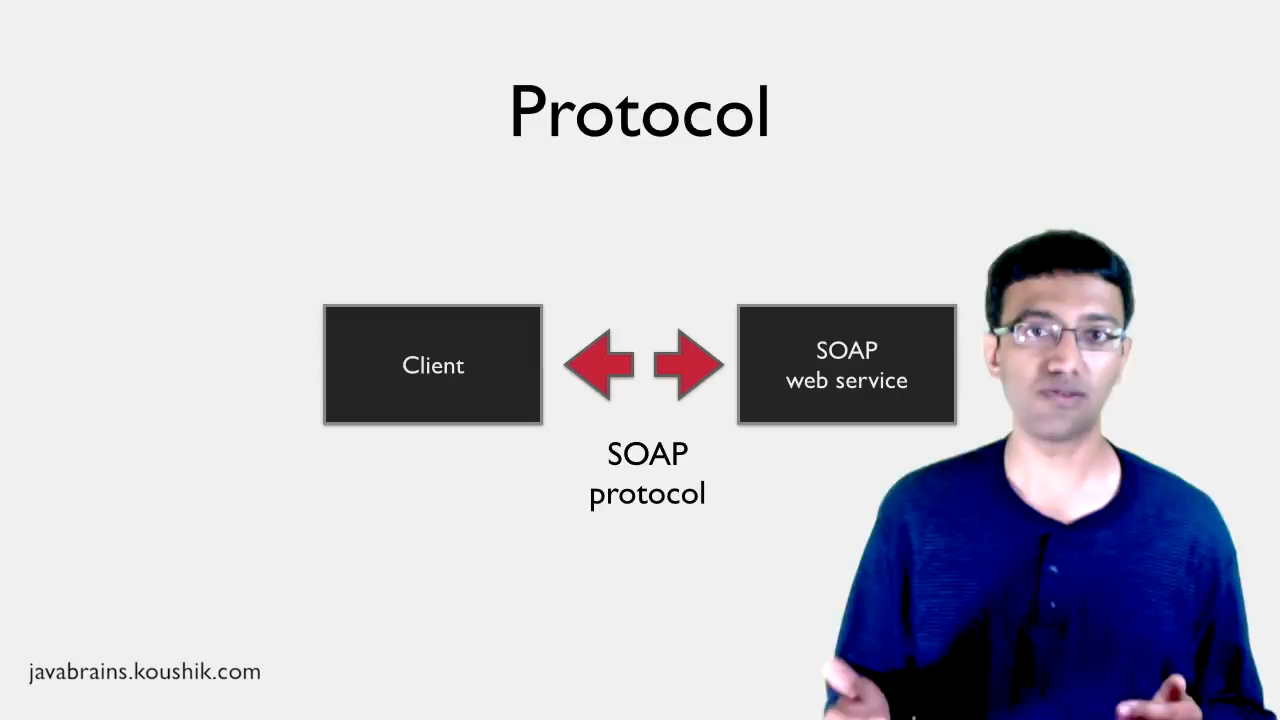 Protocol
Client
SOAP
web service
SOAP
protocol
javabrains.koushik.com